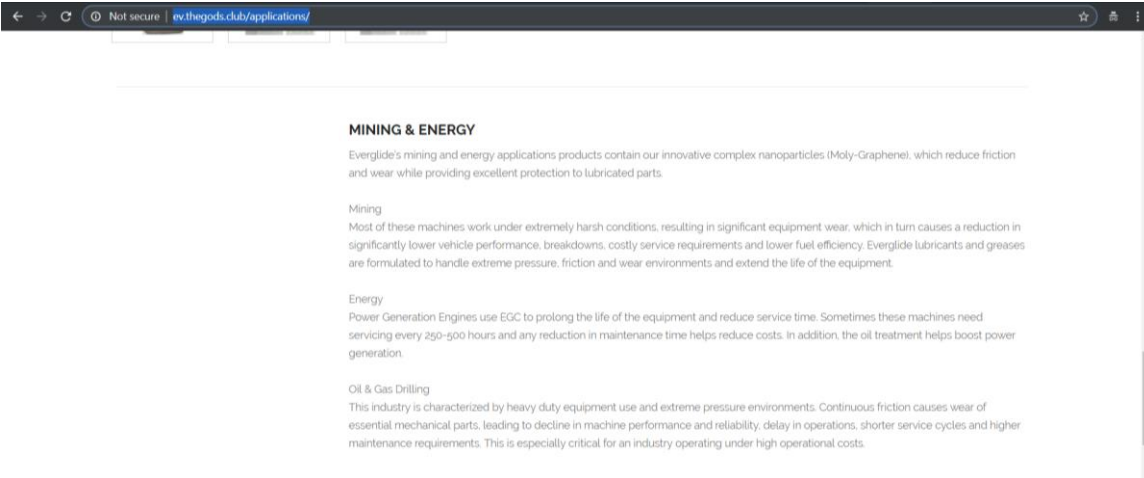 Not secure | ev.thegods.club/applications/
MINING & ENERGY
Everglide's mining and energy applications products contain our innovative complex nanoparticles (Moly-Graphene), which reduce friction
and wear while providing excellent protection to lubricated parts.
Mining
Most of these machines work under extremely harsh conditions, resulting in significant equipment wear, which in turn causes a reduction in
significantly lower vehicle performance, breakdowns, costly service requirements and lower fuel efficiency. Everglide lubricants and greases
are formulated to handle extreme pressure, friction and wear environments and extend the life of the equipment.
Energy
Power Generation Engines use EGC to prolong the life of the equipment and reduce service time. Sometimes these machines need
servicing every 250-500 hours and any reduction in maintenance time helps reduce costs. In addition, the oil treatment helps boost power
generation.
Oil & Gas Drilling
This industry is characterized by heavy duty equipment use and extreme pressure environments. Continuous friction causes wear of
essential mechanical parts, leading to decline in machine performance and reliability, delay in operations, shorter service cycles and higher
maintenance requirements. This is especially critical for an industry operating under high operational costs.